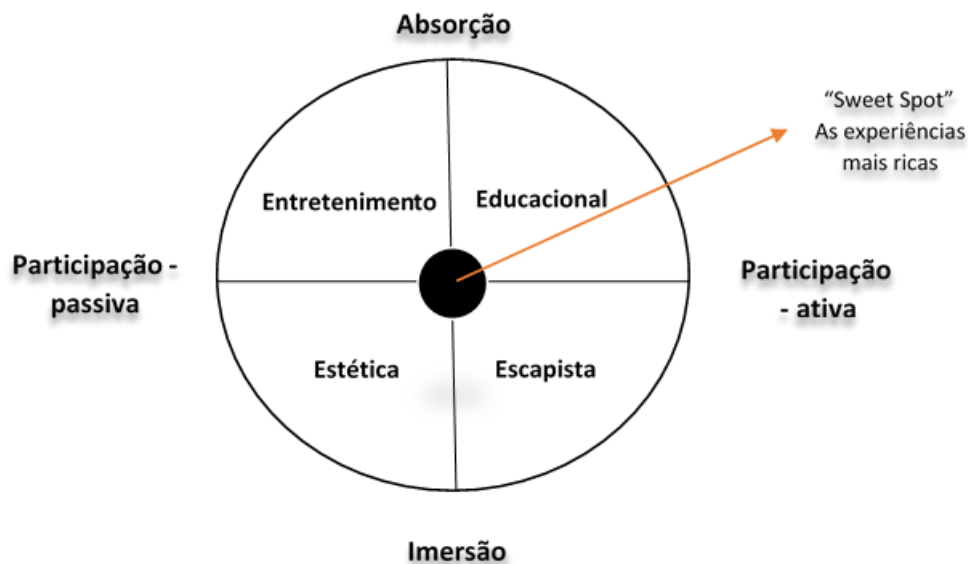 Absorção
“Sweet Spot”
As experiências
mais ricas
Entretenimento
Educacional
Participação -
passiva
Participação
- ativa
Estética
Escapista
Imersão